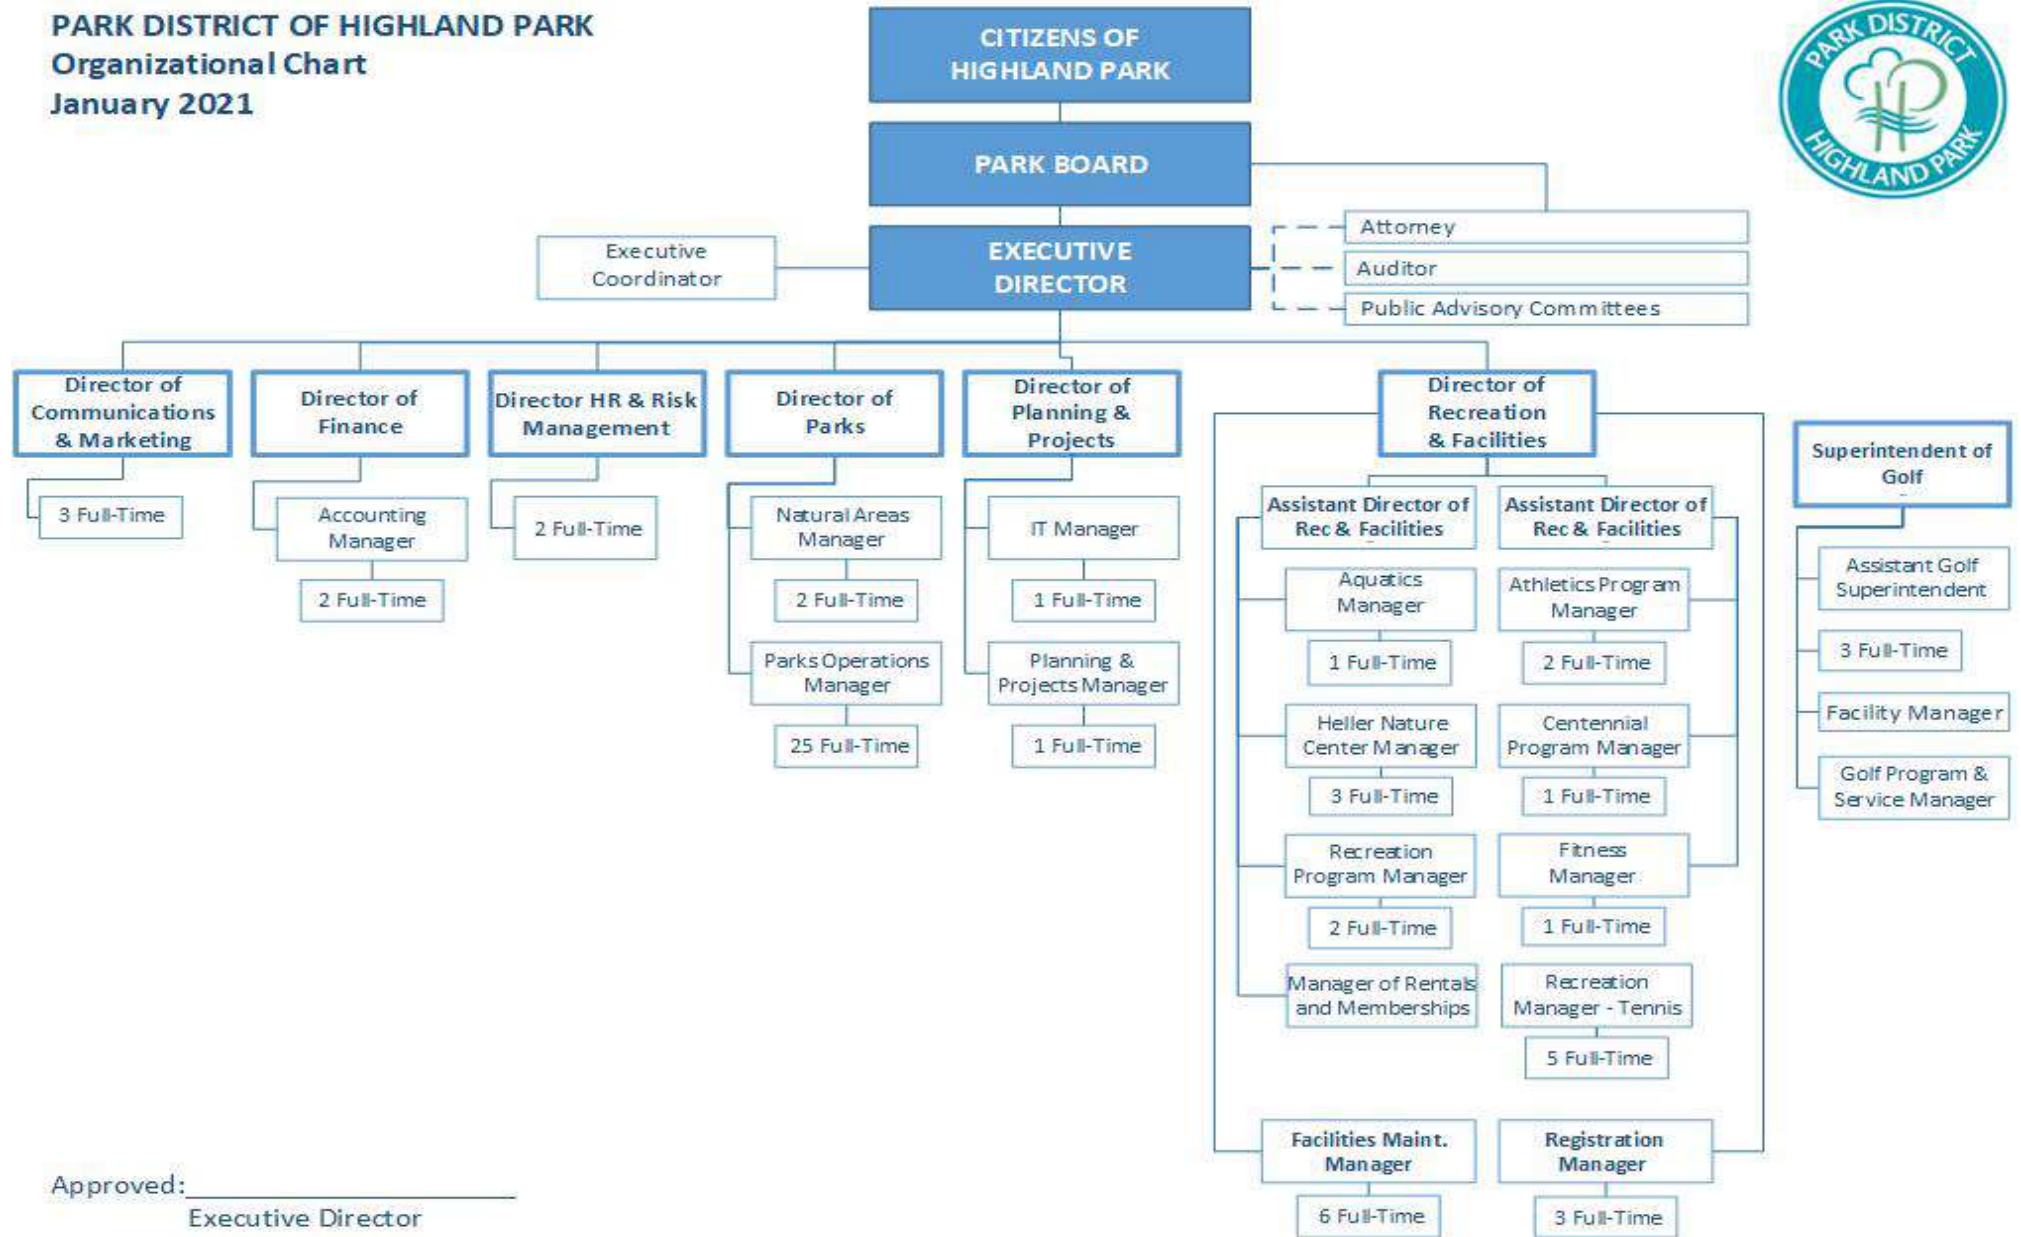 PARK DISTRICT OF HIGHLAND PARK
Organizational Chart
January 2021
CITIZENS OF
HIGHLAND PARK
PARK DISTRICT
HIGHLAND PARK
PARK BOARD
EXECUTIVE
DIRECTOR
Executive
Coordinator
Attorney
Auditor
Public Advisory Committees
Director of
Communications
& Marketing
3 Full-Time
Director of
Finance
Accounting
Manager
2 Full-Time
Director HR & Risk
Management
2 Full-Time
Director of
Parks
Natural Areas
Manager
2 Full-Time
Parks Operations
Manager
25 Full-Time
Director of
Planning &
Projects
IT Manager
1 Full-Time
Planning &
Projects Manager
1 Full-Time
Director of
Recreation
& Facilities
Assistant Director of
Rec & Facilities
Aquatics
Manager
1 Full-Time
Heller Nature
Center Manager
3 Full-Time
Recreation
Program Manager
2 Full-Time
Manager of Rentals
and Memberships
Assistant Director of
Rec & Facilities
Athletics Program
Manager
2 Full-Time
Centennial
Program Manager
1 Full-Time
Fitness
Manager
1 Full-Time
Recreation
Manager - Tennis
5 Full-Time
Facilities Maint.
Manager
6 Full-Time
Registration
Manager
3 Full-Time
Superintendent of
Golf
Assistant Golf
Superintendent
3 Full-Time
Facility Manager
Golf Program &
Service Manager
Approved:____________________
Executive Director